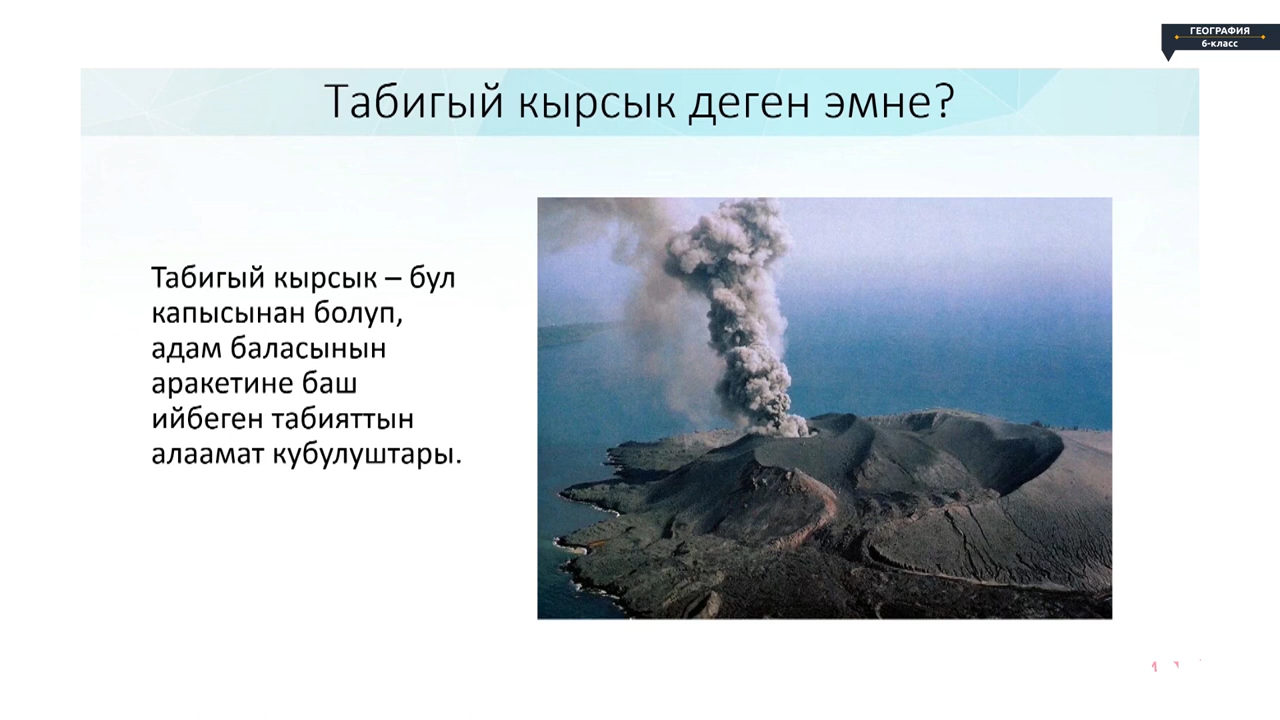 ГЕОГРАФИЯ
6-класс
Табигый кырсык деген эмне?
Табигый кырсык – бул
капысынан болуп,
адам баласынын
аракетине баш
ийбеген табияттын
алаамат кубулуштары.